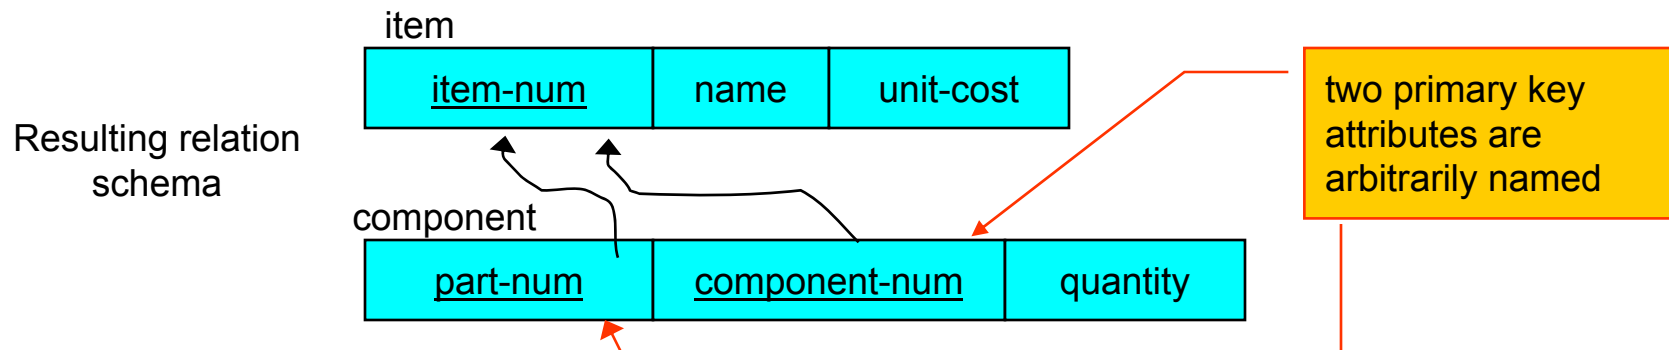 item
item-num name unit-cost
Resulting relation
schema
two primary key
attributes are
arbitrarily named
component
part-num component-num quantity